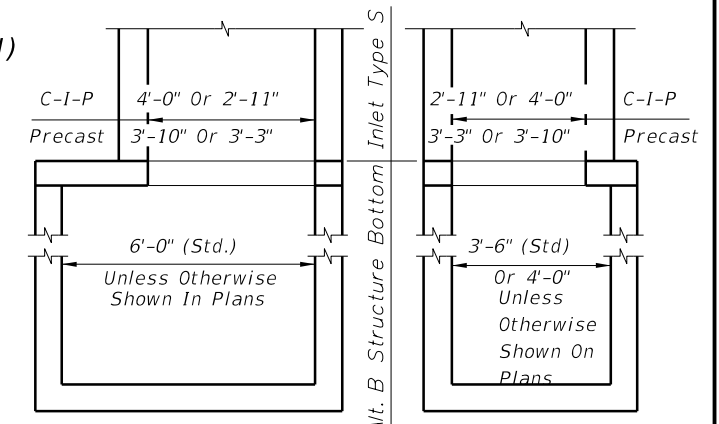 C-I-P
4'-0" Or 2'-11"
Precast
3'-10" Or 3'-3"
6'-0" (Std.)
Unless Otherwise
Shown In Plans
Structure Bottom Inlet Type S
Alt. B
2'-11" Or 4'-0"
C-I-P
3'-3" Or 3'-10"
Precast
3'-6" (Std)
Or 4'-0"
Unless
Otherwise
Shown On
Plans